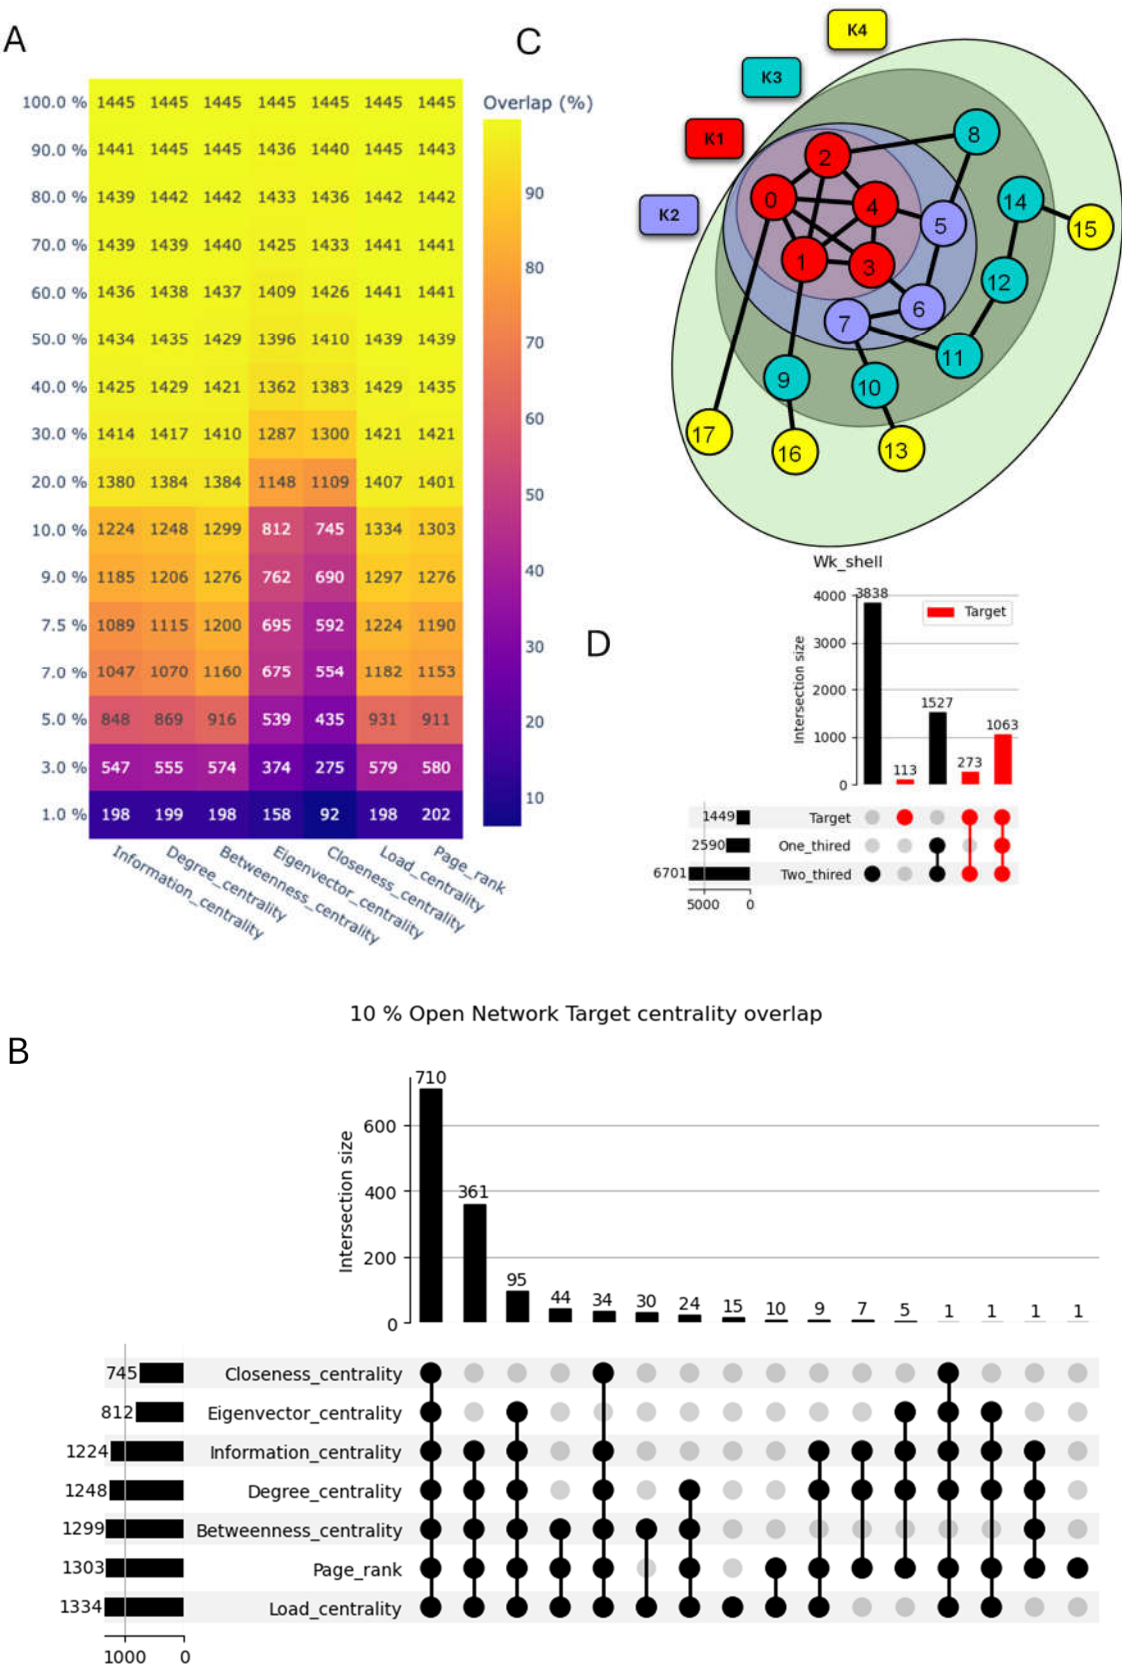 A
C
K4
K3
K1
K2
Overlap (%)
100.0 % 1445 1445 1445 1445 1445 1445 1445
90.0 % 1441 1445 1445 1436 1440 1445 1443
80.0 % 1439 1442 1442 1433 1436 1442 1442
70.0 % 1439 1439 1440 1425 1433 1441 1441
60.0 % 1436 1438 1437 1409 1426 1441 1441
50.0 % 1434 1435 1429 1396 1410 1439 1439
40.0 % 1425 1429 1421 1362 1383 1429 1435
30.0 % 1414 1417 1410 1287 1300 1421 1421
20.0 % 1380 1384 1384 1148 1109 1407 1401
10.0 % 1224 1248 1299 812 745 1334 1303
9.0 % 1185 1206 1276 762 690 1297 1276
7.5 % 1089 1115 1200 695 592 1224 1190
7.0 % 1047 1070 1160 675 554 1182 1153
5.0 % 848 869 916 539 435 931 911
3.0 % 547 555 574 374 275 579 580
1.0 % 198 199 198 158 92 198 202
Information_centrality
Degree_centrality
Betweenness_centrality
Eigenvector_centrality
Closeness_centrality
Load_centrality
Page_rank
90
80
70
60
50
40
30
20
10
8
2
0
4
14
5
15
1
3
12
6
7
11
9
10
17
16
13
D
Wk_shell
Intersection size
4000
3000
2000
1000
0
3838
113
1527
273
1063
Target
1449 Target
2590 One_thired
6701 Two_thired
5000 0
10 % Open Network Target centrality overlap
B
Intersection size
600
400
200
0
710 361 95 44 34 30 24 15 10 9 7 5 1 1 1 1
745 Closeness_centrality
812 Eigenvector_centrality
1224 Information_centrality
1248 Degree_centrality
1299 Betweenness_centrality
1303 Page_rank
1334 Load_centrality
1000 0